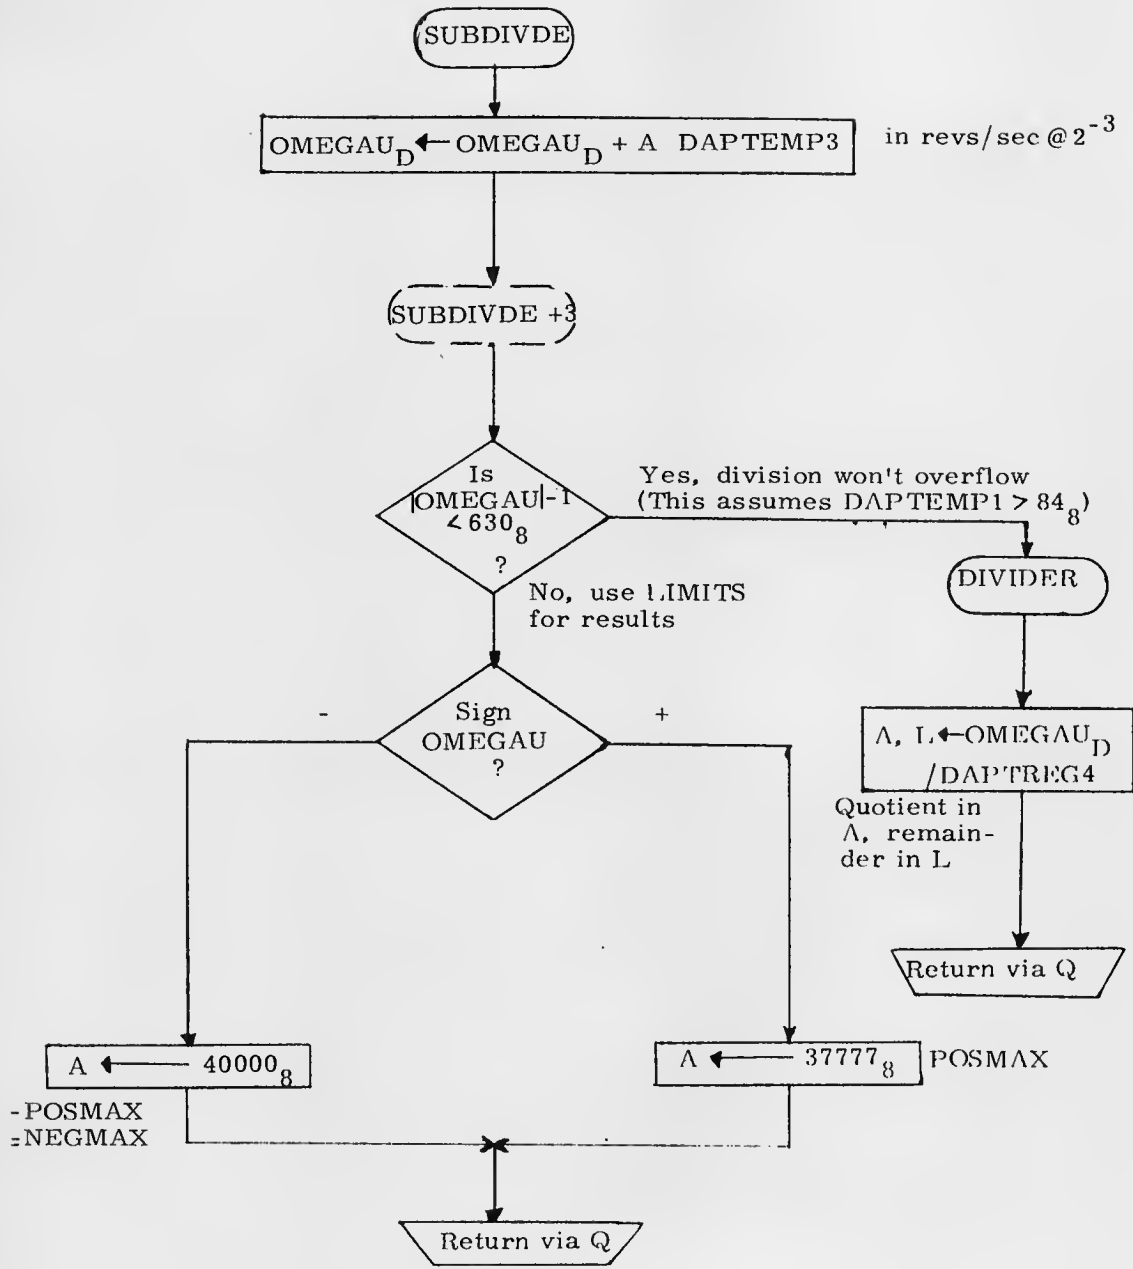 SUBDIVDE
OMEGAU_D ← OMEGAU_D + A DAPTEMP3
in revs/sec @ 2^-3
SUBDIVDE +3
Is
|OMEGAU|-1
< 630_8
?
Yes, division won't overflow
(This assumes DAPTEMP1 > 84_8)
DIVIDER
No, use LIMITS
for results
A, L ← OMEGAU_D
/DAPTREG4
Quotient in
A, remain-
der in L
Return via Q
-
Sign
OMEGAU
?
+
A ← 40000_8
-POSMAX
=NEGMAX
A ← 37777_8
POSMAX
Return via Q